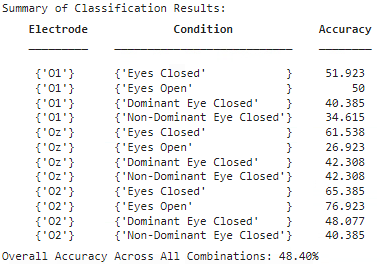 Summary of Classification Results:
Electrode Condition Accuracy
{'O1'} {'Eyes Closed' } 51.923
{'O1'} {'Eyes Open' } 50
{'O1'} {'Dominant Eye Closed' } 40.385
{'O1'} {'Non-Dominant Eye Closed'} 34.615
{'Oz'} {'Eyes Closed' } 61.538
{'Oz'} {'Eyes Open' } 26.923
{'Oz'} {'Dominant Eye Closed' } 42.308
{'Oz'} {'Non-Dominant Eye Closed'} 42.308
{'O2'} {'Eyes Closed' } 65.385
{'O2'} {'Eyes Open' } 76.923
{'O2'} {'Dominant Eye Closed' } 48.077
{'O2'} {'Non-Dominant Eye Closed'} 40.385
Overall Accuracy Across All Combinations: 48.40%